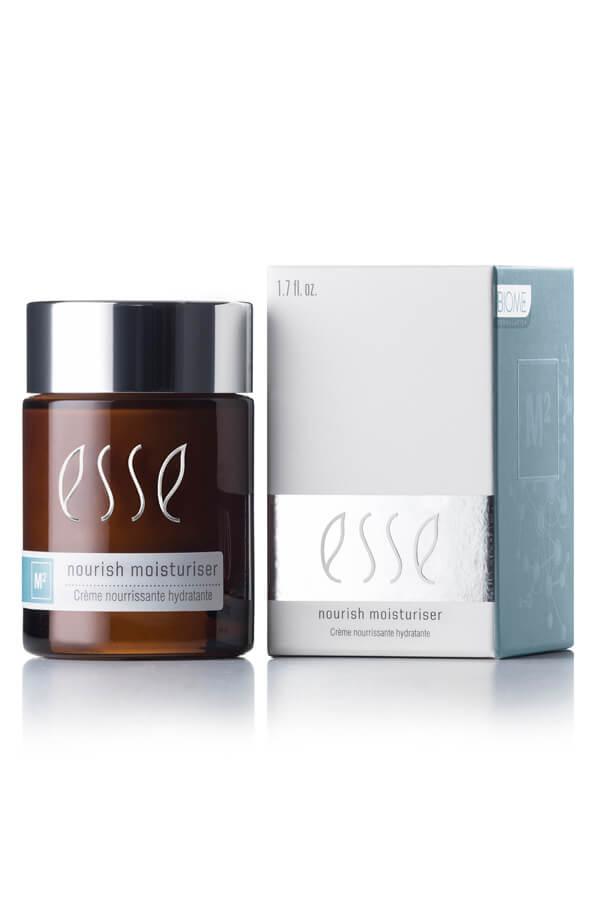 esse
M²
nourish moisturiser
Crème nourrissante hydratante
1.7 fl. oz.
esse
nourish moisturiser
Crème nourrissante hydratante
BIOME
M²